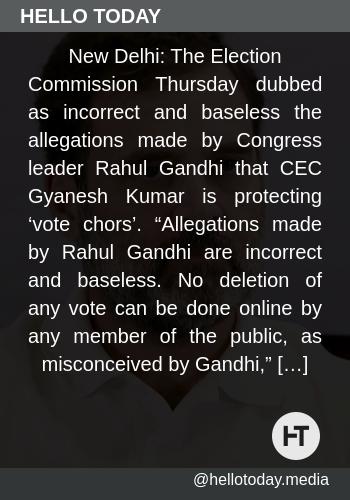 HELLO TODAY
New Delhi: The Election
Commission Thursday dubbed
as incorrect and baseless the
allegations made by Congress
leader Rahul Gandhi that CEC
Gyanesh Kumar is protecting
‘vote chors’. “Allegations made
by Rahul Gandhi are incorrect
and baseless. No deletion of
any vote can be done online by
any member of the public, as
misconceived by Gandhi,” […]
HT
@hellotoday.media